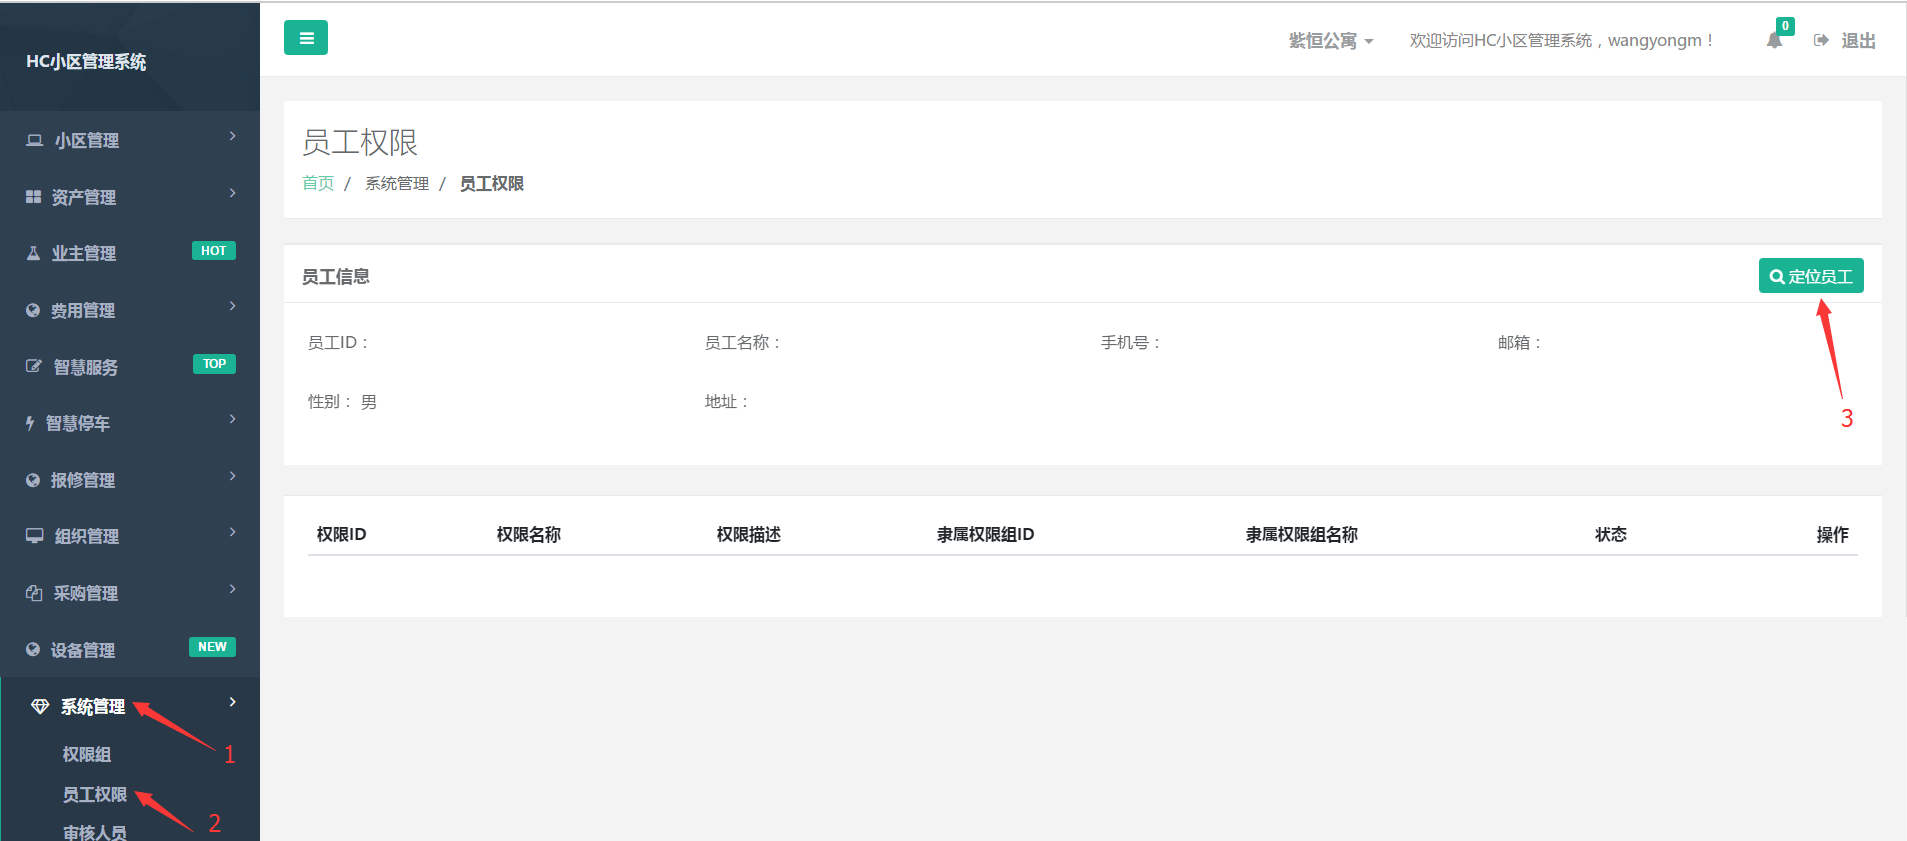 HC小区管理系统
小区管理
资产管理
业主管理 HOT
费用管理
智慧服务 TOP
智慧停车
报修管理
组织管理
采购管理
设备管理 NEW
系统管理
1
权限组
员工权限
2
审核人员
紫恒公寓 欢迎访问HC小区管理系统，wangyongm！ 0 退出
员工权限
首页 / 系统管理 / 员工权限
员工信息 定位员工
员工ID： 员工名称： 手机号： 邮箱：
性别： 男 地址：
3
权限ID 权限名称 权限描述 隶属权限组ID 隶属权限组名称 状态 操作